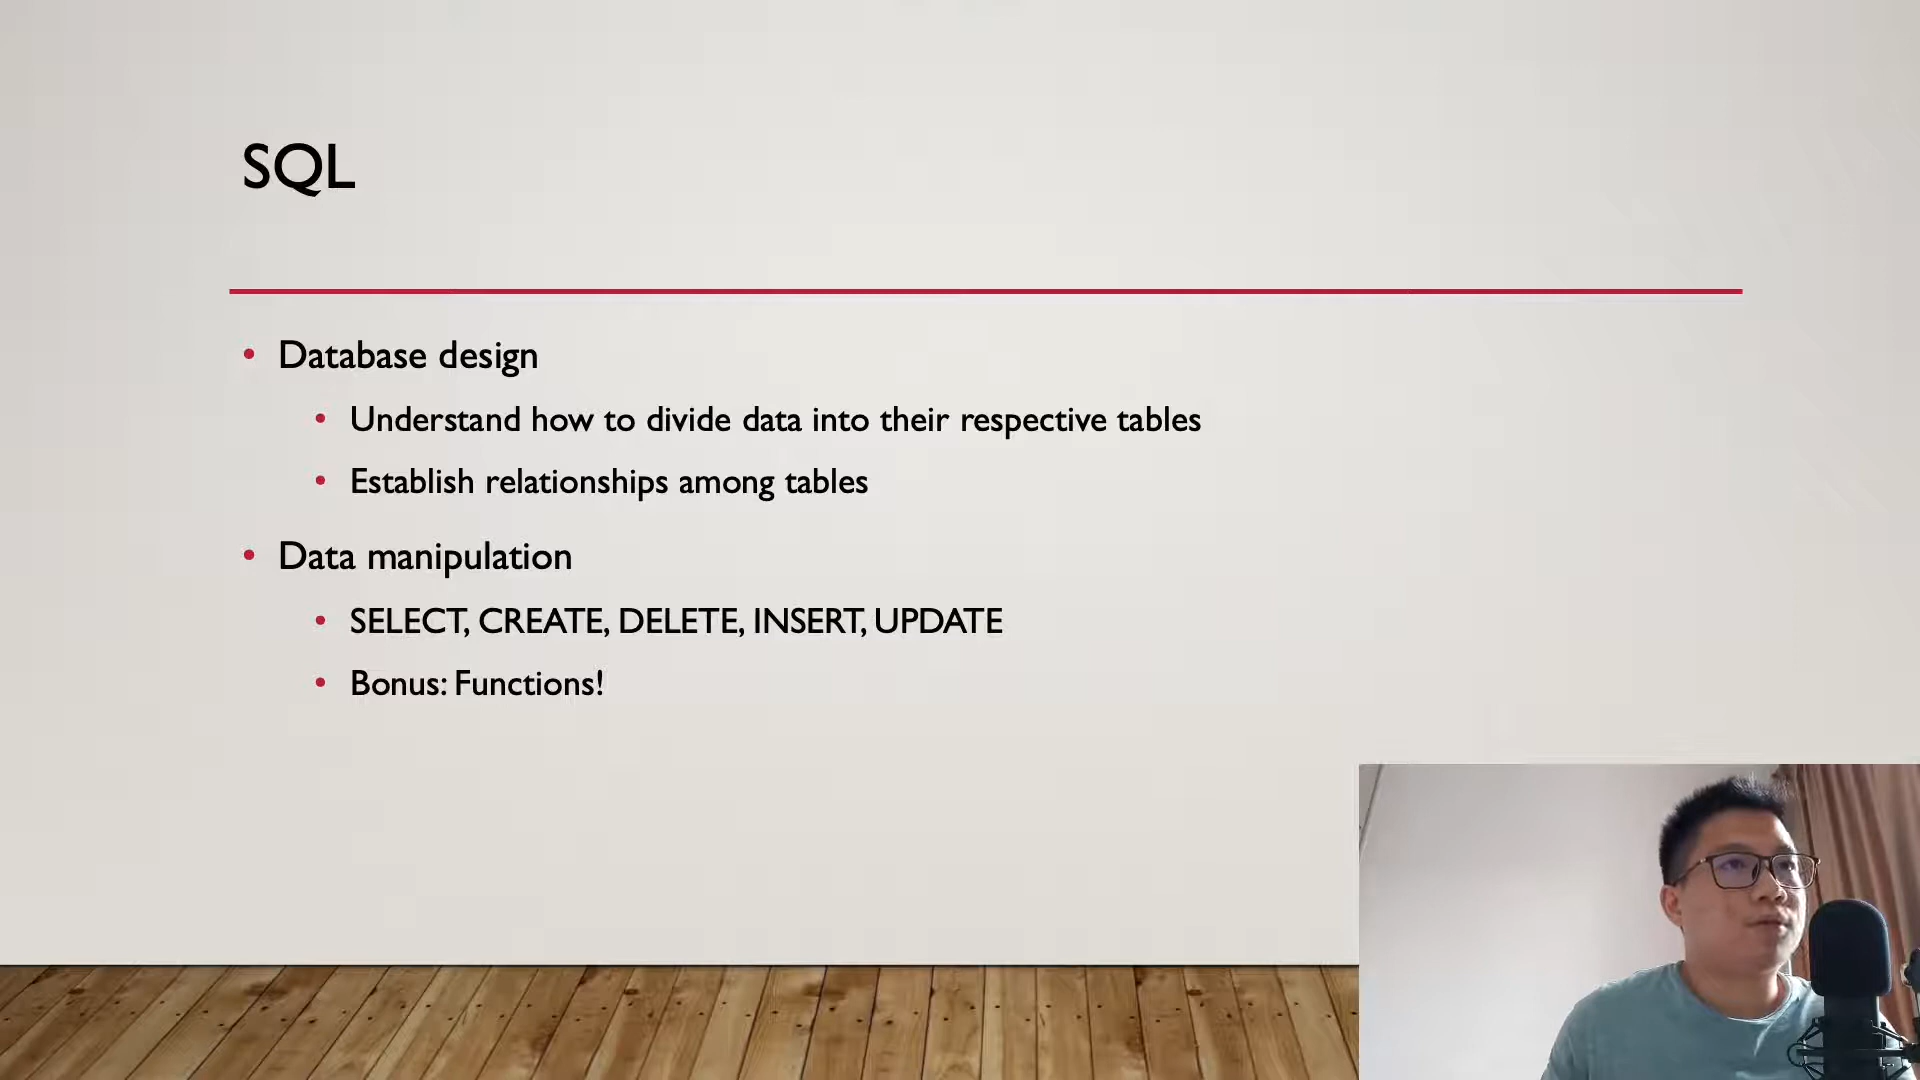 SQL
Database design
Understand how to divide data into their respective tables
Establish relationships among tables
Data manipulation
SELECT, CREATE, DELETE, INSERT, UPDATE
Bonus: Functions!